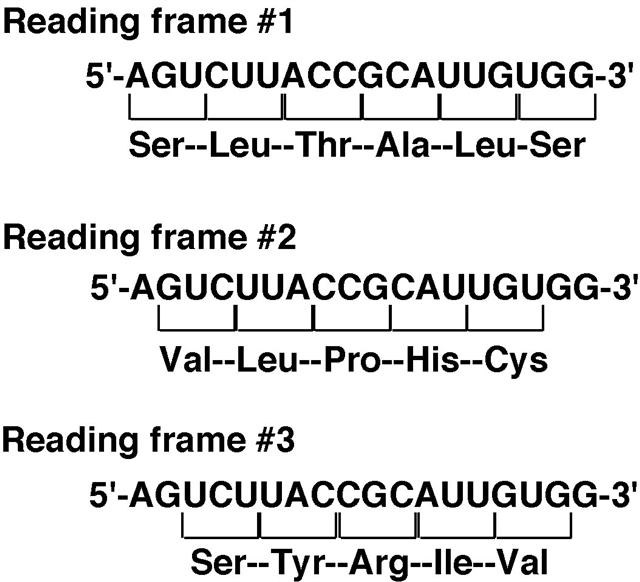 Reading frame #1
5'-AGUCUUACCGCAUUGUGG-3'
Ser--Leu--Thr--Ala--Leu-Ser
Reading frame #2
5'-AGUCUUACCGCAUUGUGG-3'
Val--Leu--Pro--His--Cys
Reading frame #3
5'-AGUCUUACCGCAUUGUGG-3'
Ser--Tyr--Arg--Ile--Val